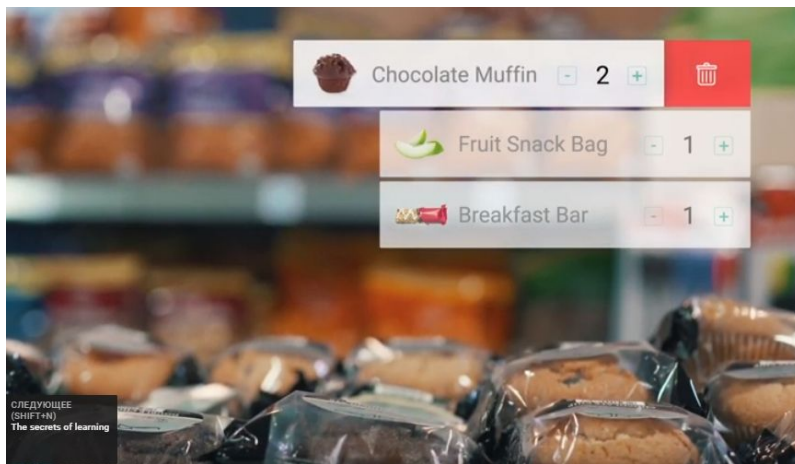 Chocolate Muffin - 2 +
Fruit Snack Bag - 1 +
Breakfast Bar - 1 +
СЛЕДУЮЩЕЕ
(SHIFT+N)
The secrets of learning